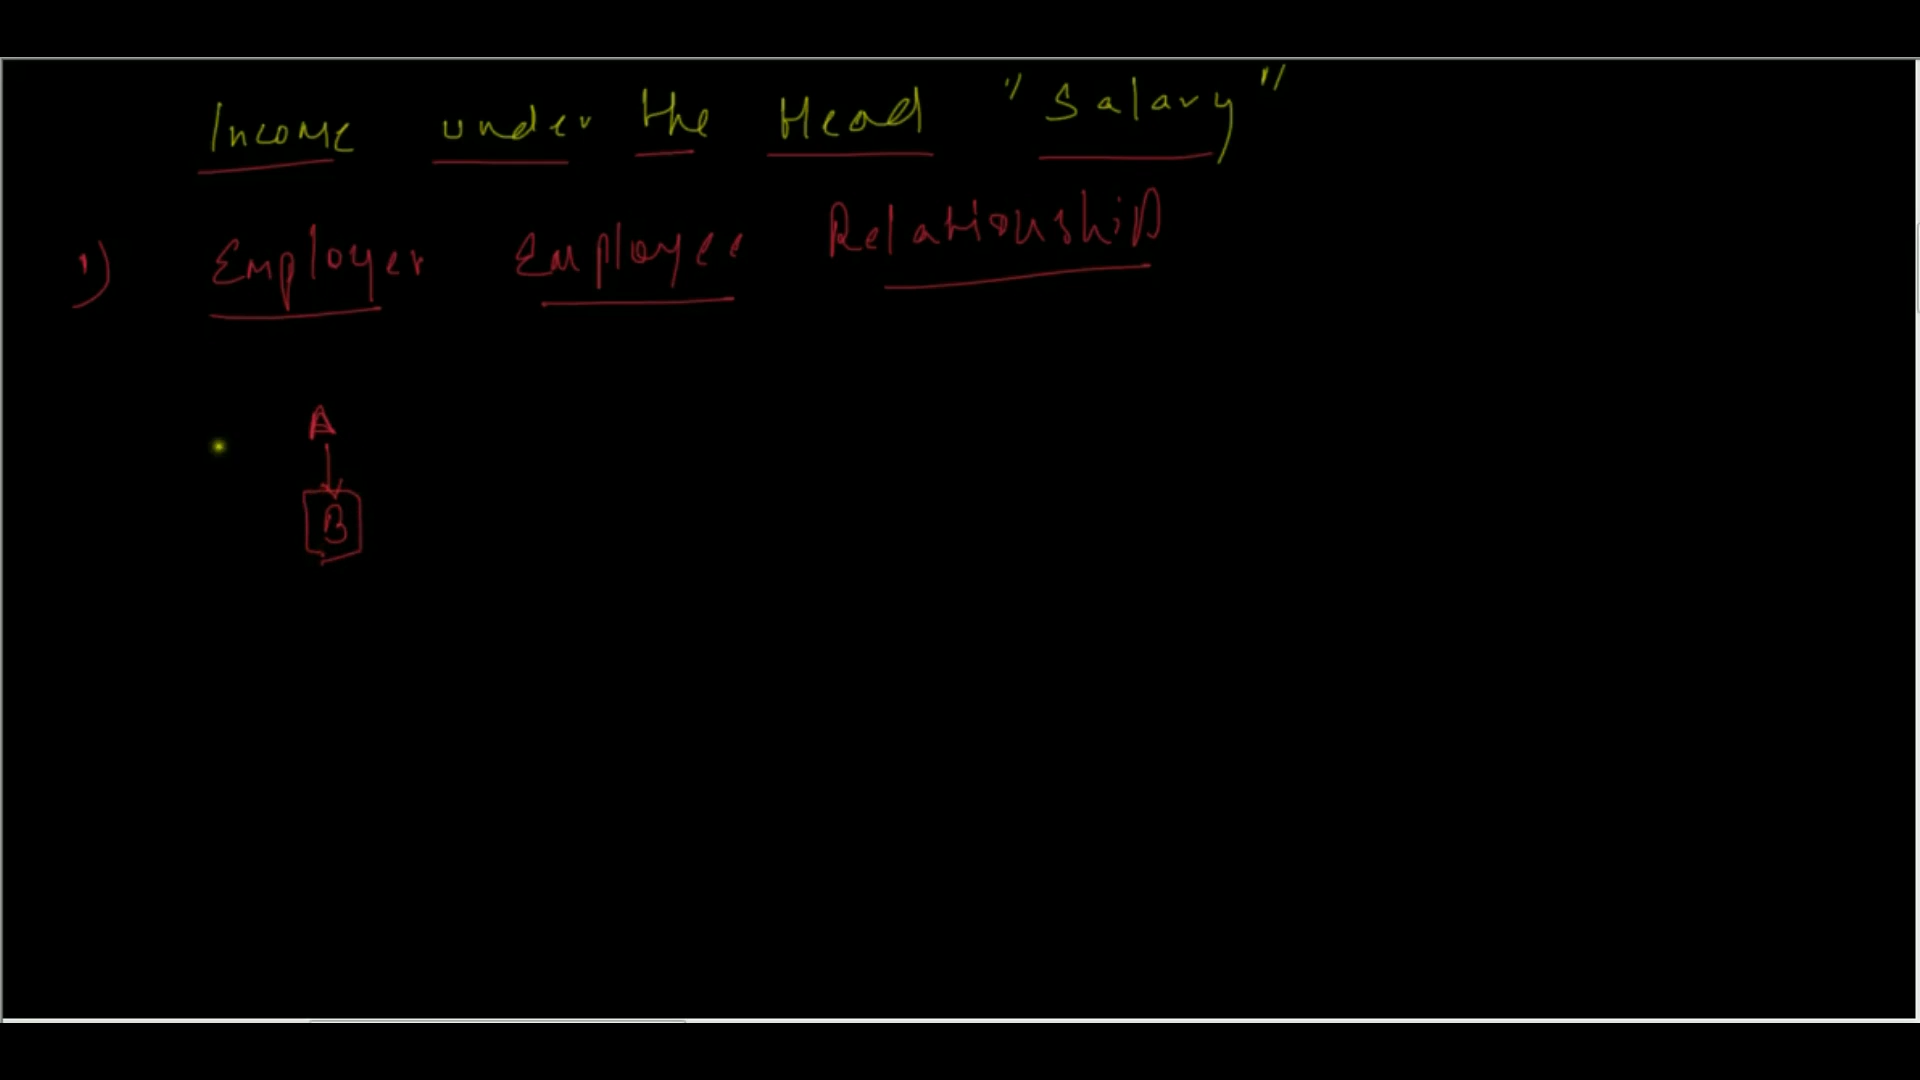 Income under the Head "Salary"
1) Employer Employee Relationship
A
B